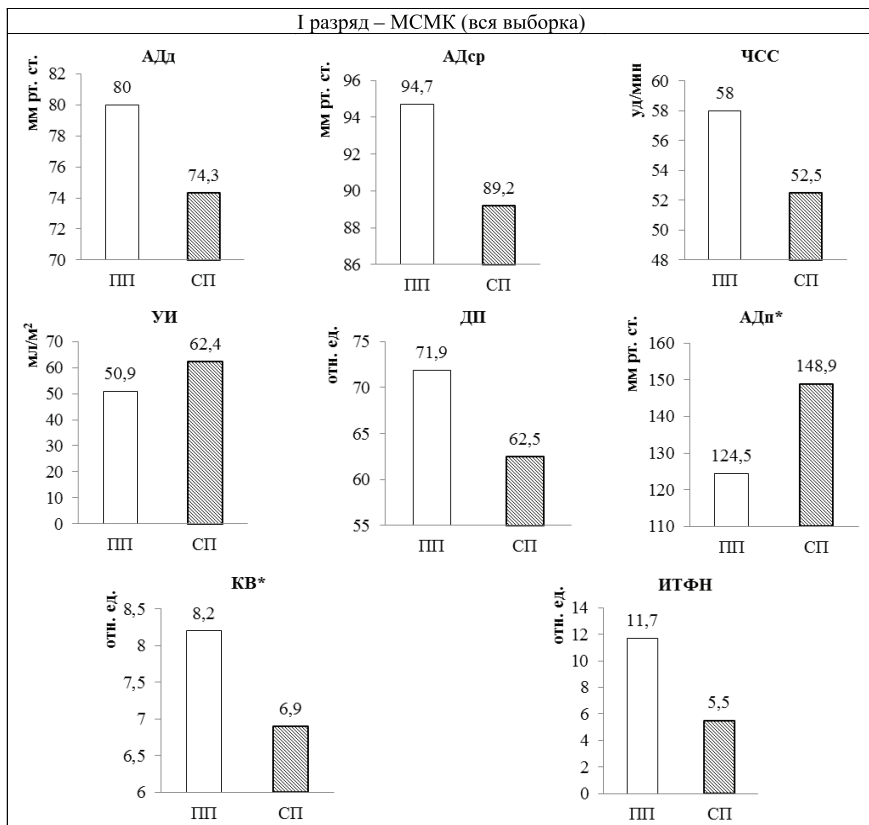 I разряд – МСМК (вся выборка)
АДд
мм рт. ст.
82
80
78
76
74
72
70
80
74,3
ПП
СП
АДср
мм рт. ст.
96
94
92
90
88
86
94,7
89,2
ПП
СП
ЧСС
уд/мин
60
58
56
54
52
50
48
58
52,5
ПП
СП
УИ
мл/м²
70
60
50
40
30
20
10
0
50,9
62,4
ПП
СП
ДП
отн. ед.
75
70
65
60
55
71,9
62,5
ПП
СП
АДп*
мм рт. ст.
160
150
140
130
120
110
124,5
148,9
ПП
СП
КВ*
отн. ед.
8,5
8
7,5
7
6,5
6
8,2
6,9
ПП
СП
ИТФН
отн. ед.
14
12
10
8
6
4
2
0
11,7
5,5
ПП
СП